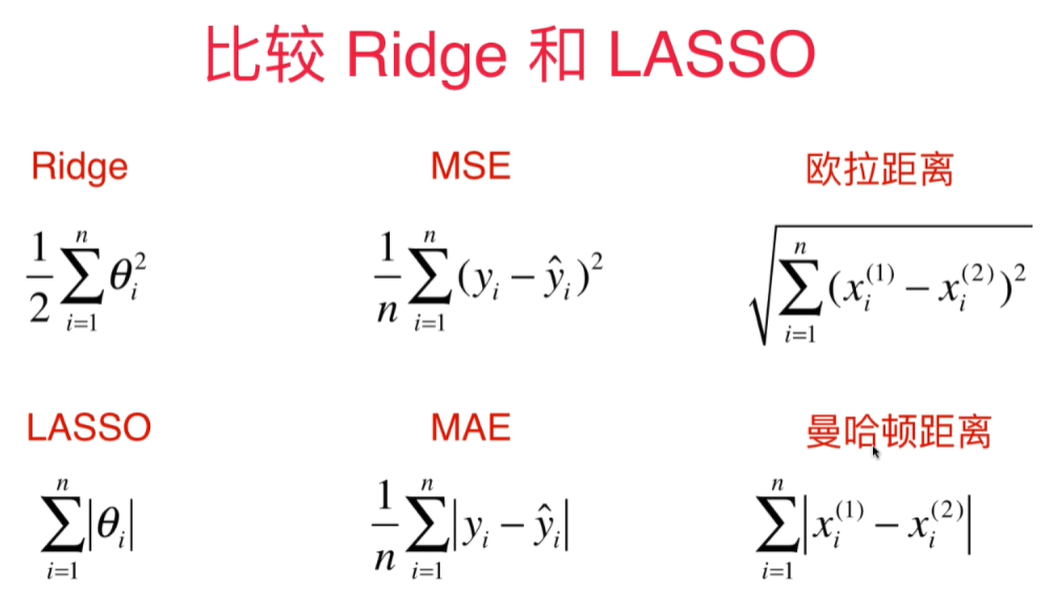 比较 Ridge 和 LASSO
Ridge MSE 欧拉距离
$\frac{1}{2}\sum_{i=1}^{n}\theta_i^2$ $\frac{1}{n}\sum_{i=1}^{n}(y_i-\hat{y}_i)^2$ $\sqrt{\sum_{i=1}^{n}(x_i^{(1)}-x_i^{(2)})^2}$
LASSO MAE 曼哈顿距离
$\sum_{i=1}^{n}|\theta_i|$ $\frac{1}{n}\sum_{i=1}^{n}|y_i-\hat{y}_i|$ $\sum_{i=1}^{n}|x_i^{(1)}-x_i^{(2)}|$